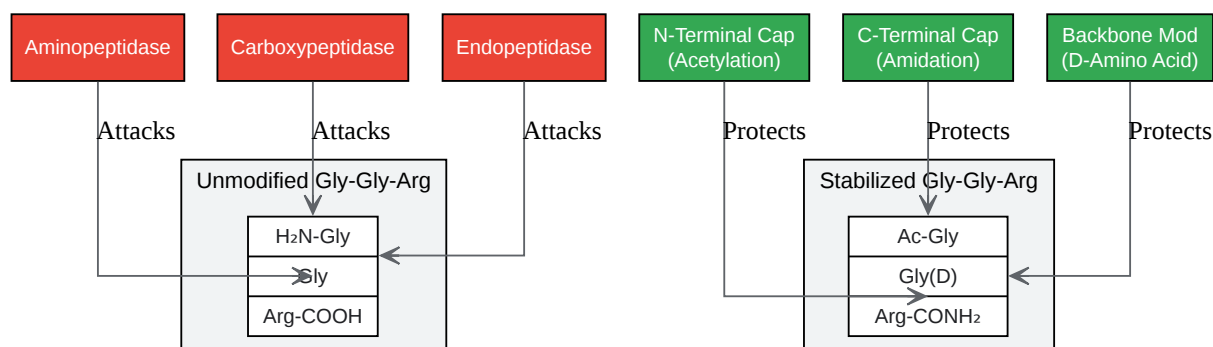 Aminopeptidase
Carboxypeptidase
Endopeptidase
N-Terminal Cap
(Acetylation)
C-Terminal Cap
(Amidation)
Backbone Mod
(D-Amino Acid)
Attacks
Attacks
Attacks
Protects
Protects
Protects
Unmodified Gly-Gly-Arg
H₂N-Gly
Gly
Arg-COOH
Stabilized Gly-Gly-Arg
Ac-Gly
Gly(D)
Arg-CONH₂